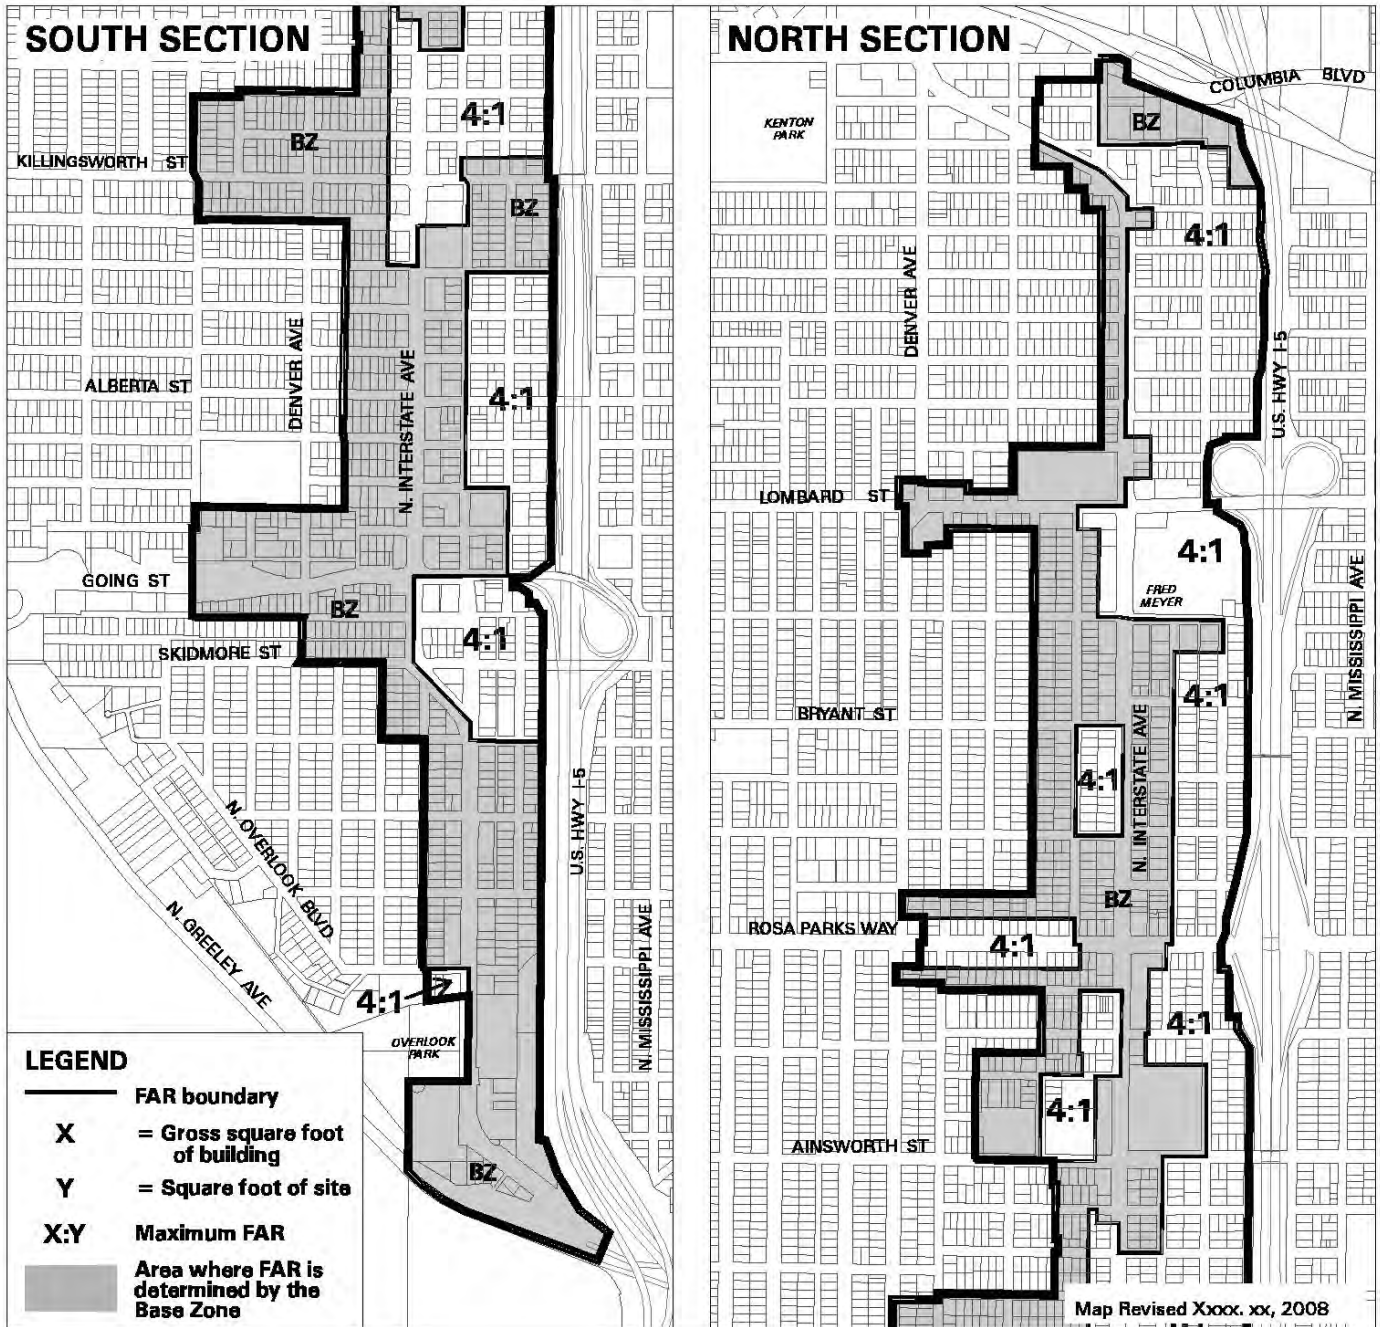 SOUTH SECTION
4:1
BZ
KILLINGSWORTH ST
BZ
DENVER AVE
N. INTERSTATE AVE
ALBERTA ST
4:1
GOING ST
BZ
4:1
SKIDMORE ST
N. OVERLOOK BLVD
N. GREELEY AVE
U.S. HWY I-5
N. MISSISSIPPI AVE
4:1
OVERLOOK
PARK
BZ
LEGEND
FAR boundary
X = Gross square foot
of building
Y = Square foot of site
X:Y Maximum FAR
Area where FAR is
determined by the
Base Zone
NORTH SECTION
COLUMBIA BLVD
KENTON
PARK
BZ
4:1
DENVER AVE
U.S. HWY I-5
LOMBARD ST
4:1
FRED
MEYER
N. MISSISSIPPI AVE
4:1
BRYANT ST
N. INTERSTATE AVE
4:1
BZ
ROSA PARKS WAY
4:1
4:1
4:1
AINSWORTH ST
Map Revised Xxxx. xx, 2008